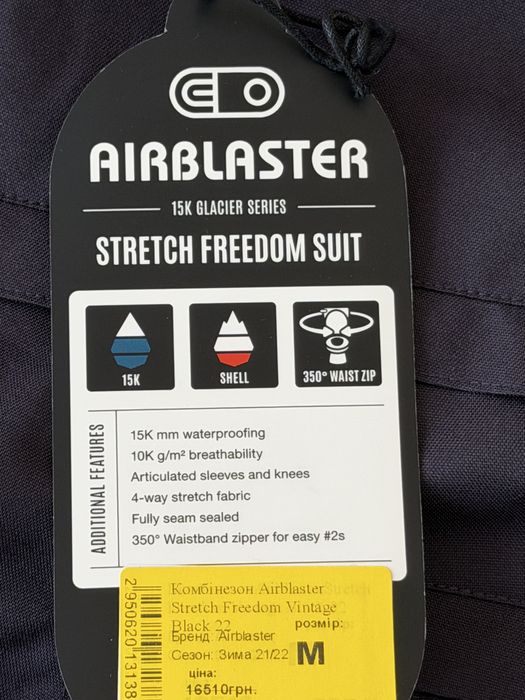 AIRBLASTER
15K GLACIER SERIES
STRETCH FREEDOM SUIT
15K
SHELL
350° WAIST ZIP
ADDITIONAL FEATURES
15K mm waterproofing
10K g/m² breathability
Articulated sleeves and knees
4-way stretch fabric
Fully seam sealed
350° Waistband zipper for easy #2s
2950620 13138
Комбінезон Airblaster
Stretch Freedom Vintage
Black 22
розмір:
Бренд: Airblaster
Сезон: Зима 21/22
M
ціна:
16510грн.